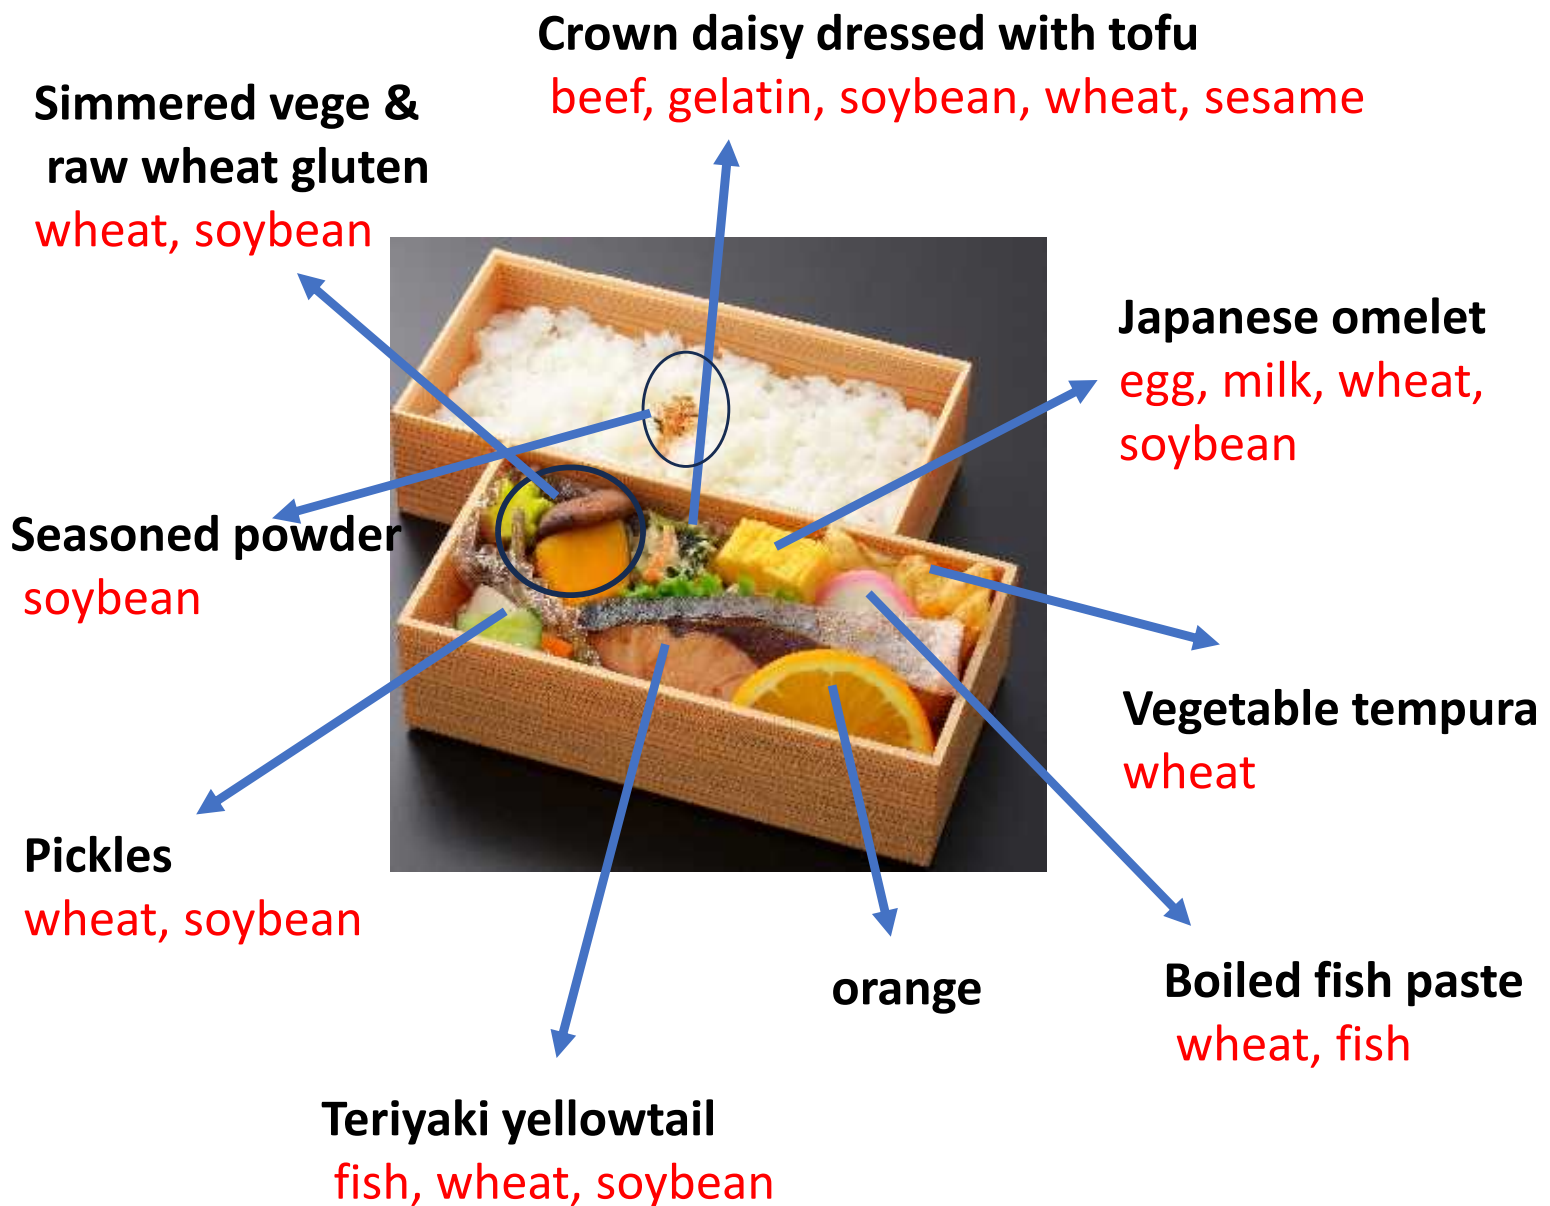 Crown daisy dressed with tofu
beef, gelatin, soybean, wheat, sesame
Simmered vege &
raw wheat gluten
wheat, soybean
Japanese omelet
egg, milk, wheat,
soybean
Seasoned powder
soybean
Vegetable tempura
wheat
Pickles
wheat, soybean
orange
Boiled fish paste
wheat, fish
Teriyaki yellowtail
fish, wheat, soybean